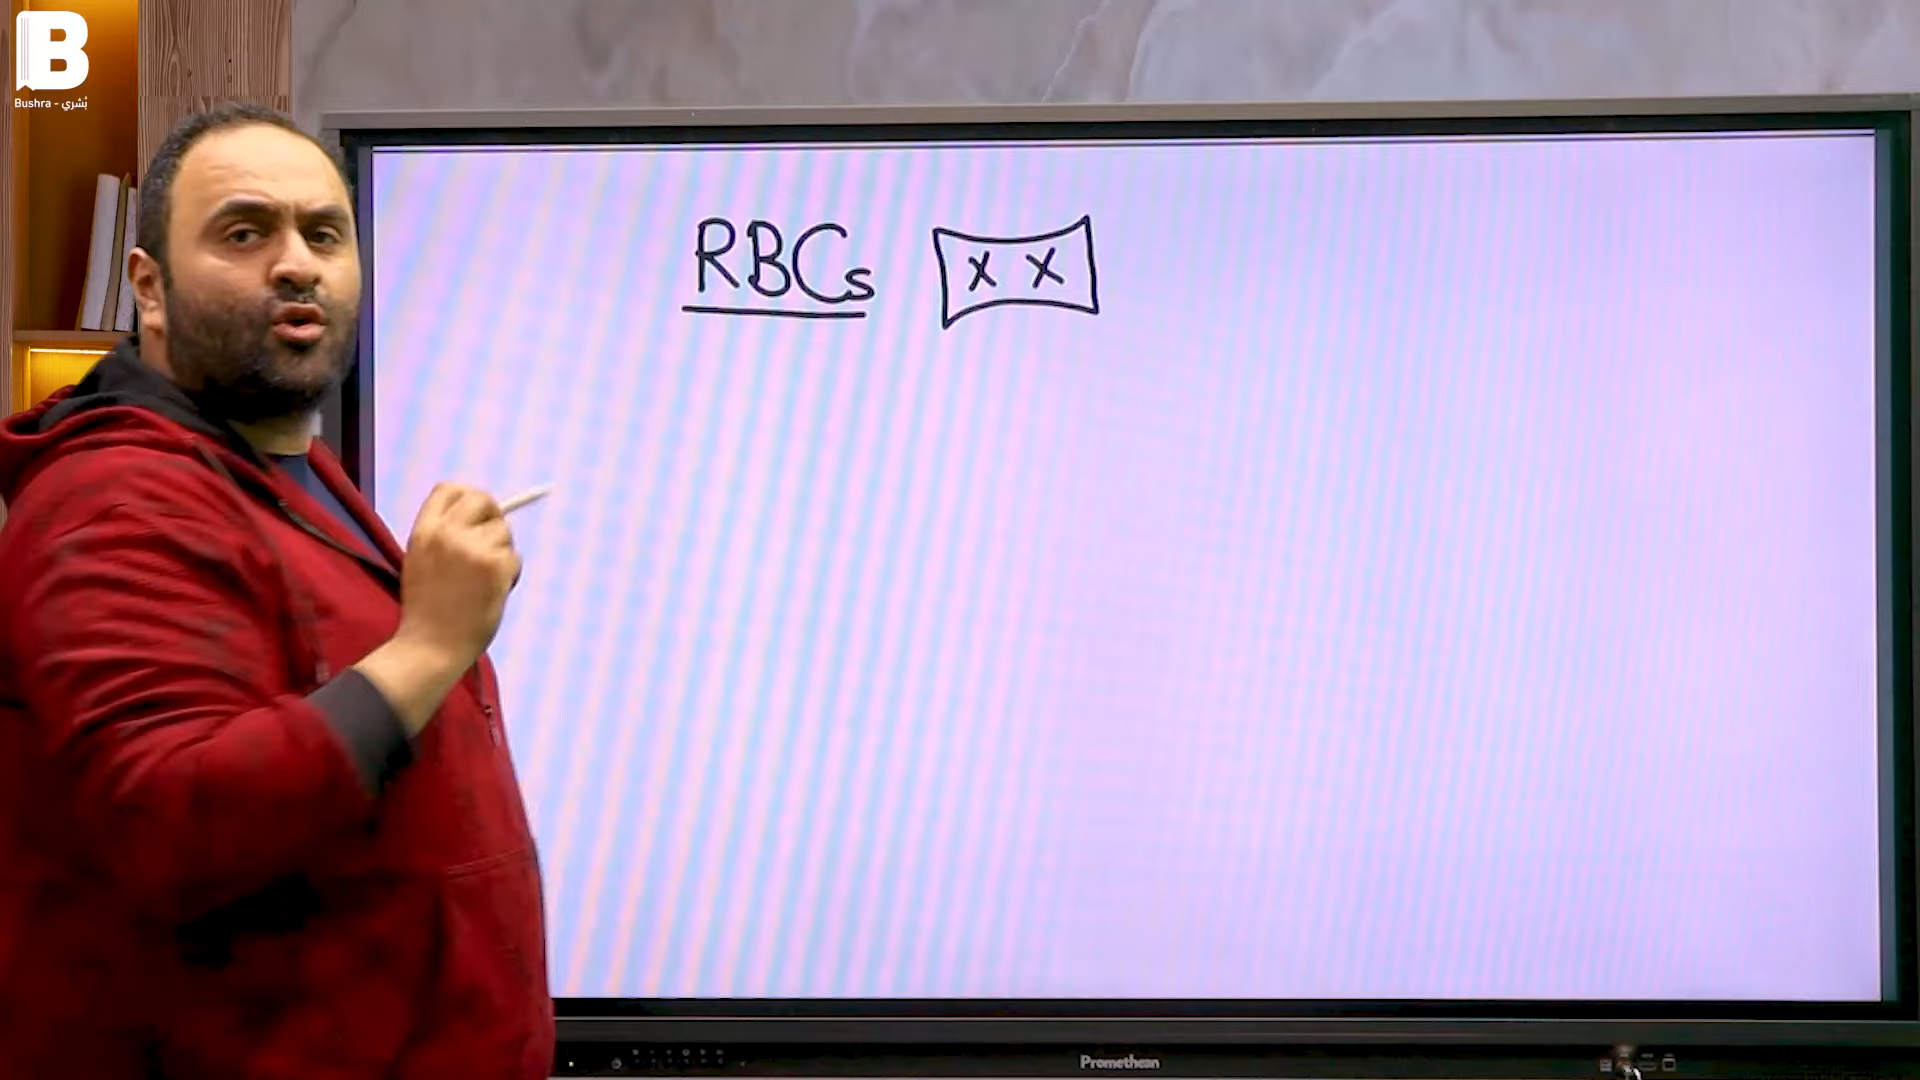 B
Bushra - بُشري
RBCs x x
Promethean